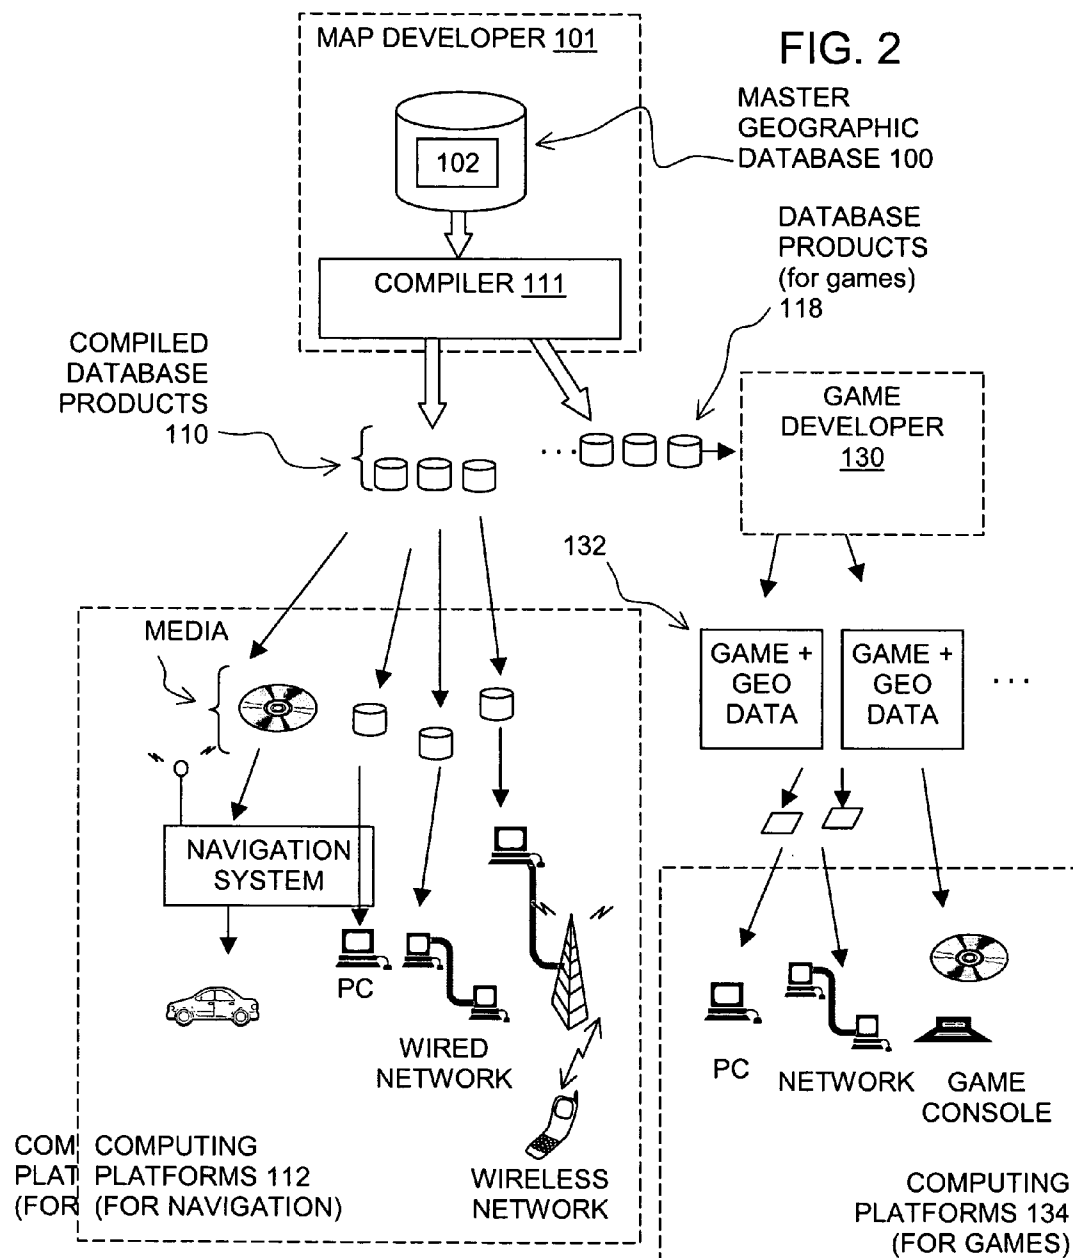 MAP DEVELOPER 101
FIG. 2
MASTER
GEOGRAPHIC
DATABASE 100
102
DATABASE
PRODUCTS
(for games)
118
COMPILER 111
COMPILED
DATABASE
PRODUCTS
110
...
GAME
DEVELOPER
130
132
MEDIA
GAME +
GEO
DATA
GAME +
GEO
DATA
...
NAVIGATION
SYSTEM
PC
WIRED
NETWORK
PC
NETWORK
GAME
CONSOLE
COM
PLAT
(FOR
COMPUTING
PLATFORMS 112
(FOR NAVIGATION)
WIRELESS
NETWORK
COMPUTING
PLATFORMS 134
(FOR GAMES)